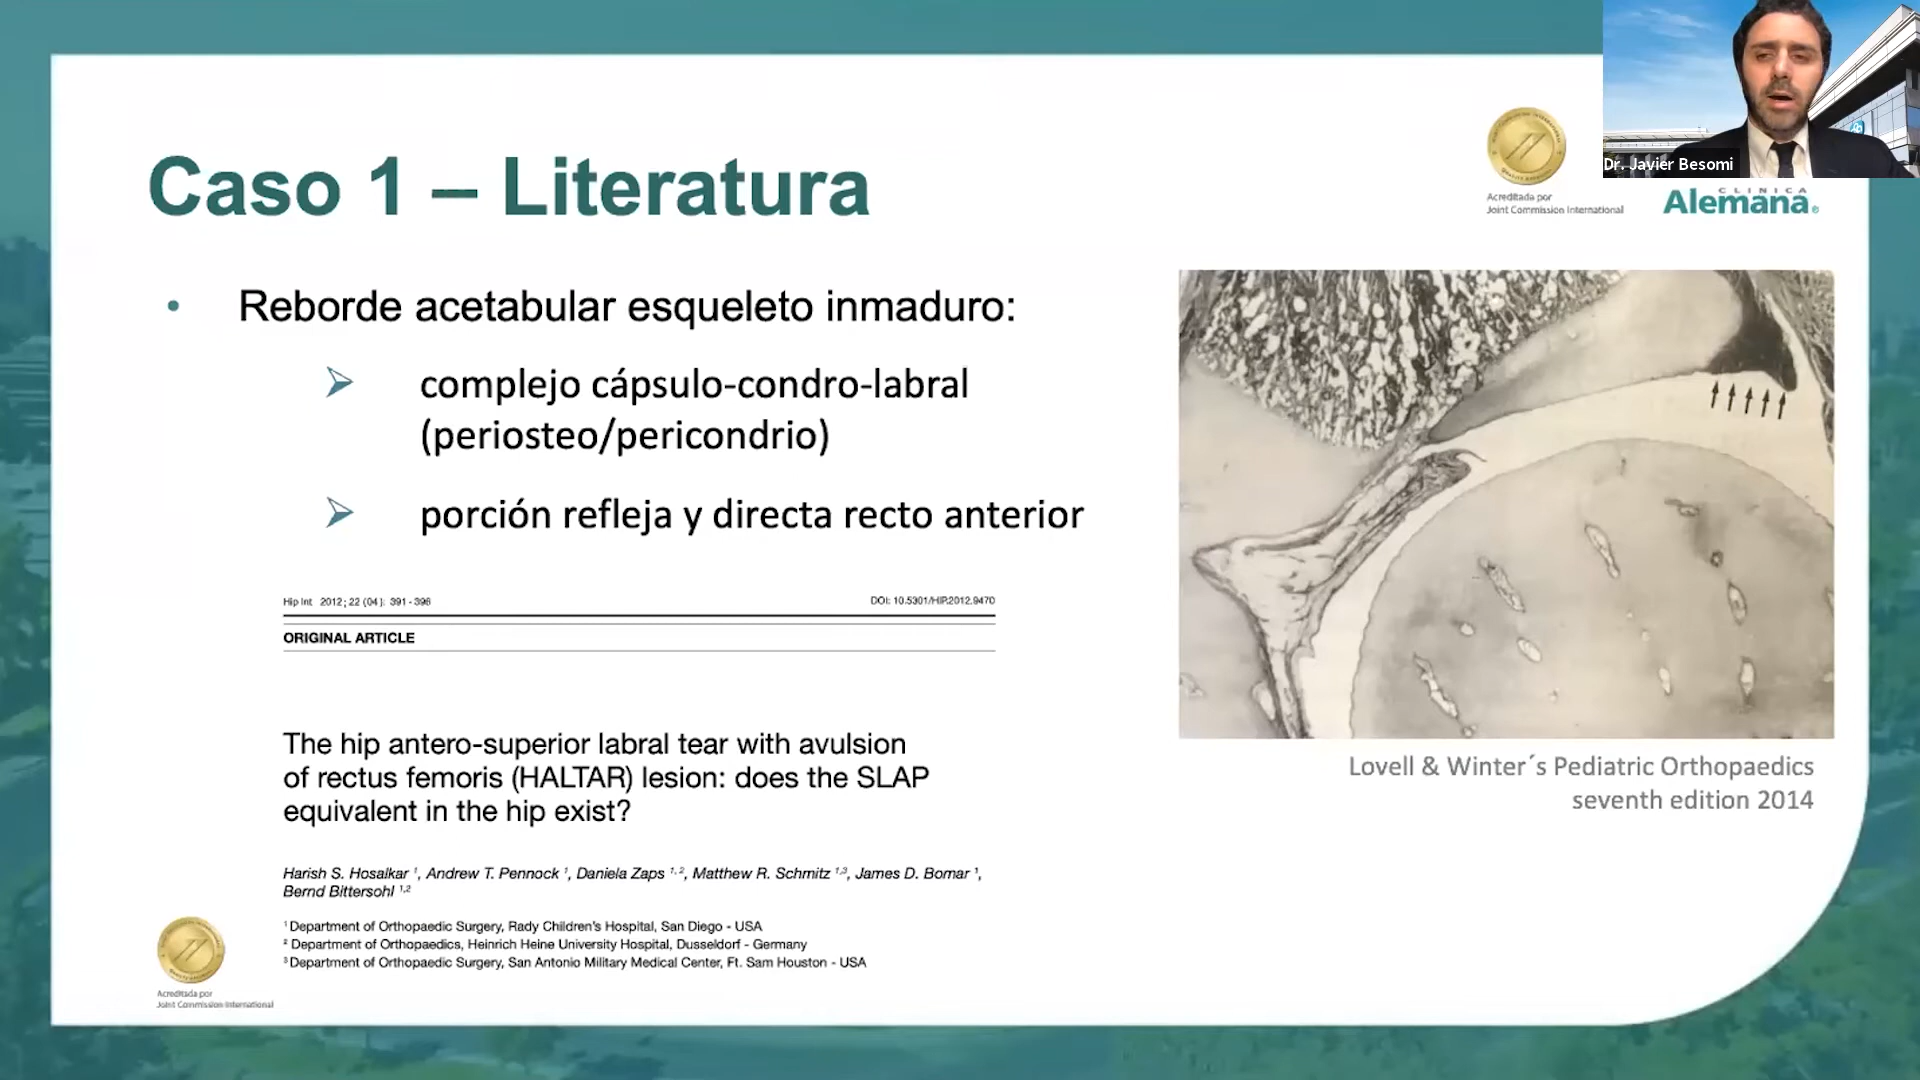 Caso 1 – Literatura
Acreditada por
Joint Commission International
CLINICA
Alemana
Dr. Javier Besomi
• Reborde acetabular esqueleto inmaduro:
complejo cápsulo-condro-labral
(periosteo/pericondrio)
porción refleja y directa recto anterior
Hip Int 2012; 22 (04): 391 - 398
DOI: 10.5301/HIP.2012.9470
ORIGINAL ARTICLE
The hip antero-superior labral tear with avulsion
of rectus femoris (HALTAR) lesion: does the SLAP
equivalent in the hip exist?
Harish S. Hosalkar 1, Andrew T. Pennock 1, Daniela Zaps 1,2, Matthew R. Schmitz 1,3, James D. Bomar 1,
Bernd Bittersohl 1,2
1 Department of Orthopaedic Surgery, Rady Children's Hospital, San Diego - USA
2 Department of Orthopaedics, Heinrich Heine University Hospital, Dusseldorf - Germany
3 Department of Orthopaedic Surgery, San Antonio Military Medical Center, Ft. Sam Houston - USA
Lovell & Winter´s Pediatric Orthopaedics
seventh edition 2014
Acreditada por
Joint Commission International